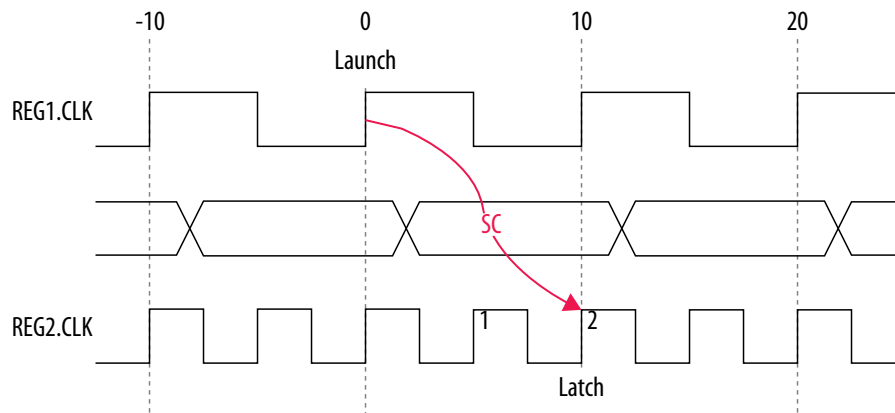 -10 0 10 20
Launch
REG1.CLK
SC
REG2.CLK
1 2
Latch